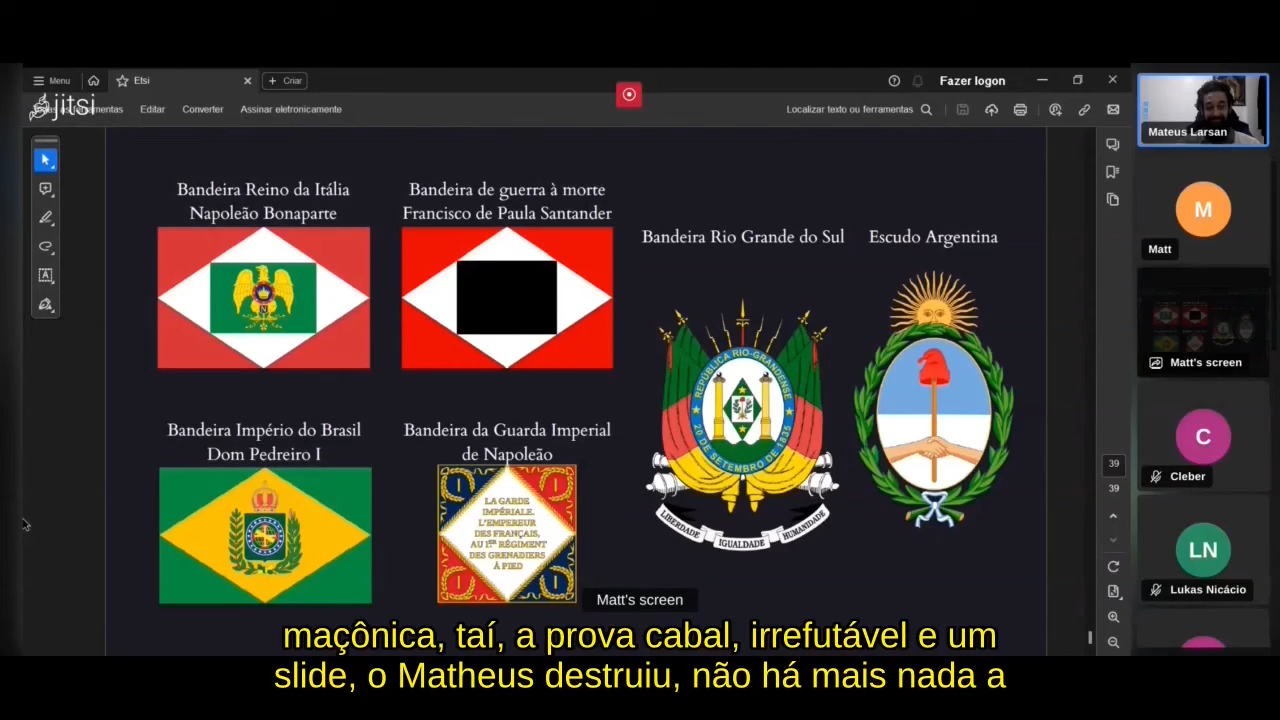 Menu
Etsi
Criar
Fazer logon
jitsi
Editar
Converter
Assinar eletronicamente
Localizar texto ou ferramentas
Bandeira Reino da Itália
Napoleão Bonaparte
Bandeira de guerra à morte
Francisco de Paula Santander
Bandeira Rio Grande do Sul
Escudo Argentina
N
REPÚBLICA RIO-GRANDENSE
20 DE SETEMBRO DE 1835
LIBERDADE
IGUALDADE
HUMANIDADE
Bandeira Império do Brasil
Dom Pedreiro I
Bandeira da Guarda Imperial
de Napoleão
LA GARDE
IMPÉRIALE.
L'EMPEREUR
DES FRANÇAIS,
AU 1ER RÉGIMENT
DES GRENADIERS
À PIED
1
1
1
1
39
39
Mateus Larsan
M
Matt
Matt's screen
C
Cleber
LN
Lukas Nicácio
Matt's screen
maçônica, taí, a prova cabal, irrefutável e um
slide, o Matheus destruiu, não há mais nada a